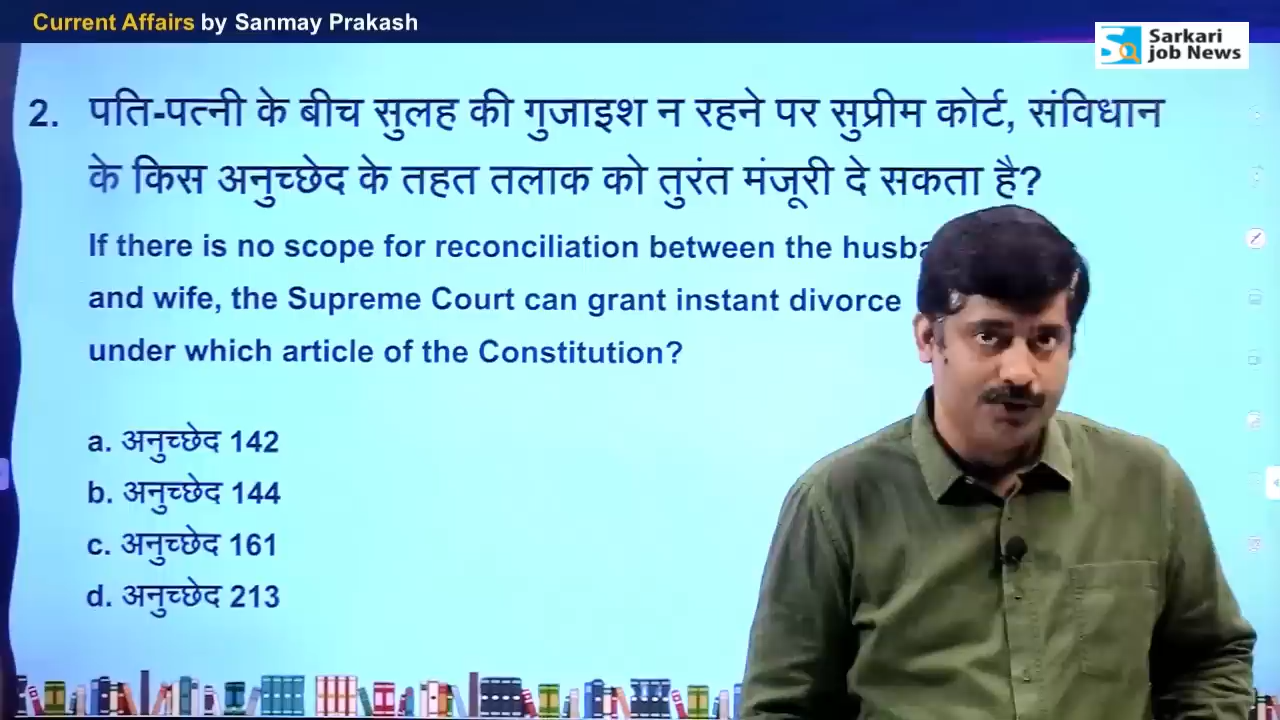 Current Affairs by Sanmay Prakash
Sarkari
job News
2. पति-पत्नी के बीच सुलह की गुजाइश न रहने पर सुप्रीम कोर्ट, संविधान
के किस अनुच्छेद के तहत तलाक को तुरंत मंजूरी दे सकता है?
If there is no scope for reconciliation between the
and wife, the Supreme Court can grant instant divorce
under which article of the Constitution?
a. अनुच्छेद 142
b. अनुच्छेद 144
c. अनुच्छेद 161
d. अनुच्छेद 213